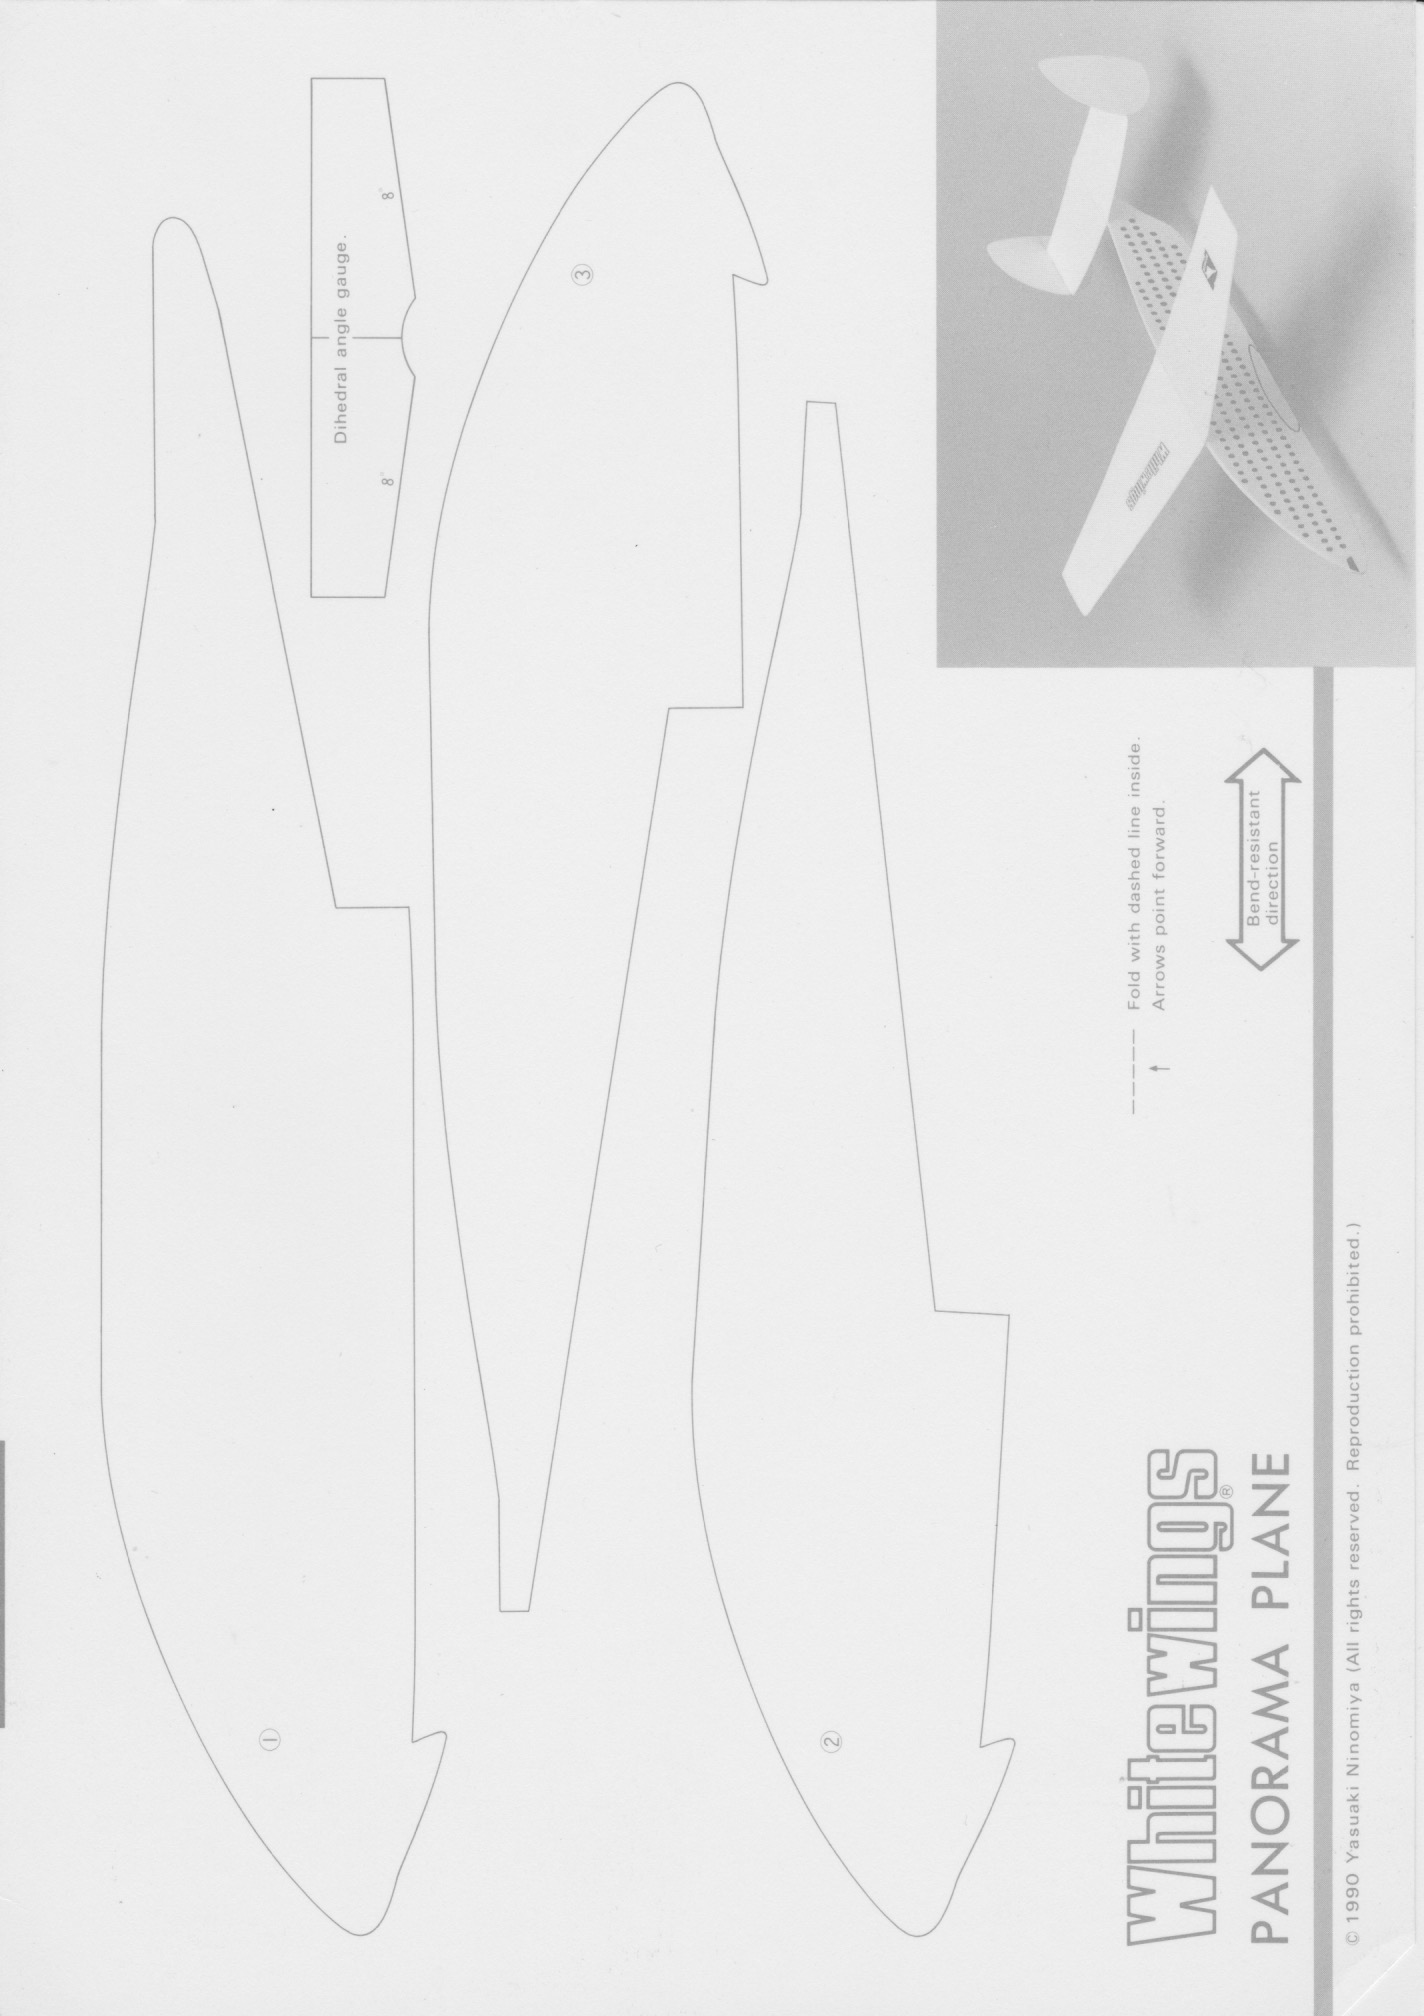 Whitewings®
PANORAMA PLANE
© 1990 Yasuaki Ninomiya (All rights reserved. Reproduction prohibited.)
Fold with dashed line inside.
Arrows point forward.
Bend-resistant
direction
①
②
③
Dihedral angle gauge.
8°
8°
Whitewings